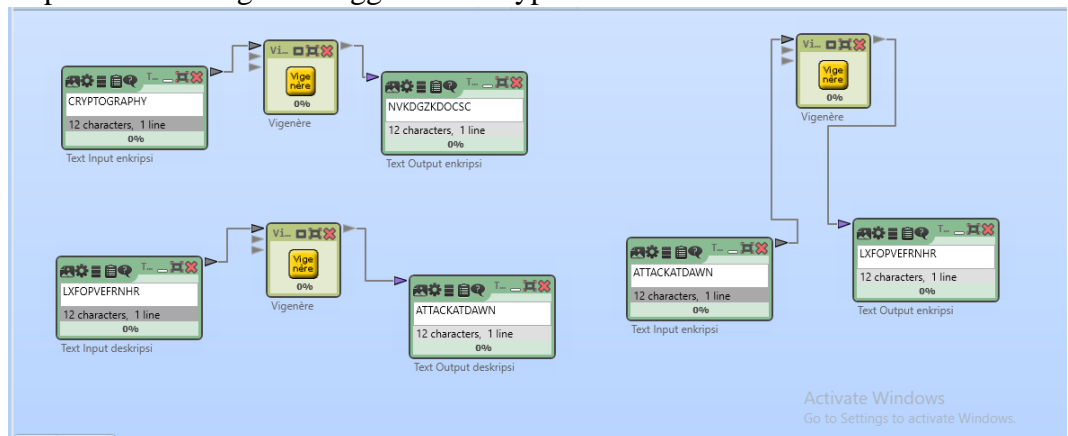 Vi...
Vige
nère
0%
Vigenère
T...
CRYPTOGRAPHY
12 characters, 1 line
0%
Text Input enkripsi
T...
NVKDGZKDOCSC
12 characters, 1 line
0%
Text Output enkripsi
Vi...
Vige
nère
0%
Vigenère
T...
LXFOPVEFRNHR
12 characters, 1 line
0%
Text Input deskripsi
T...
ATTACKATDAWN
12 characters, 1 line
0%
Text Output deskripsi
Vi...
Vige
nère
0%
Vigenère
T...
ATTACKATDAWN
12 characters, 1 line
0%
Text Input enkripsi
T...
LXFOPVEFRNHR
12 characters, 1 line
0%
Text Output enkripsi
Activate Windows
Go to Settings to activate Windows.